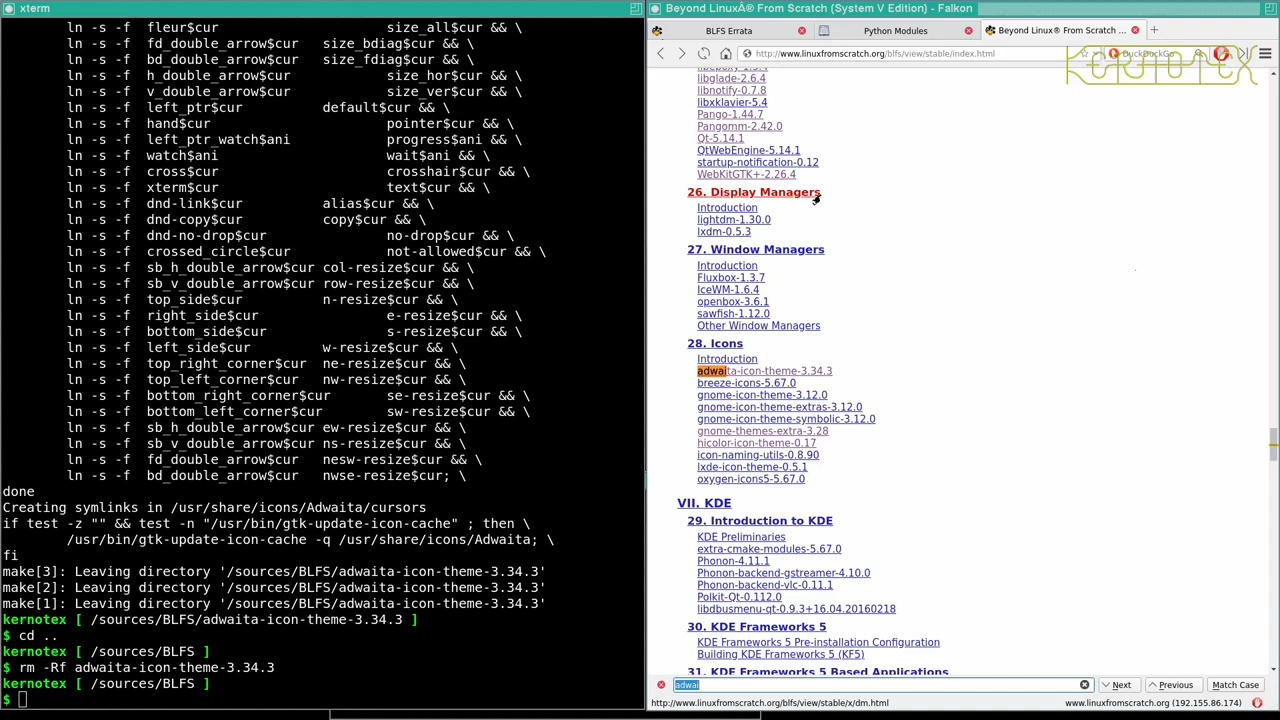 xterm
ln -s -f  fleur$cur size_all$cur && \
ln -s -f  fd_double_arrow$cur size_bdiag$cur && \
ln -s -f  bd_double_arrow$cur size_fdiag$cur && \
ln -s -f  h_double_arrow$cur size_hor$cur && \
ln -s -f  v_double_arrow$cur size_ver$cur && \
ln -s -f  left_ptr$cur default$cur && \
ln -s -f  hand$cur pointer$cur && \
ln -s -f  left_ptr_watch$ani progress$ani && \
ln -s -f  watch$ani wait$ani && \
ln -s -f  cross$cur crosshair$cur && \
ln -s -f  xterm$cur text$cur && \
ln -s -f  dnd-link$cur alias$cur && \
ln -s -f  dnd-copy$cur copy$cur && \
ln -s -f  dnd-no-drop$cur no-drop$cur && \
ln -s -f  crossed_circle$cur not-allowed$cur && \
ln -s -f  sb_h_double_arrow$cur col-resize$cur && \
ln -s -f  sb_v_double_arrow$cur row-resize$cur && \
ln -s -f  top_side$cur n-resize$cur && \
ln -s -f  right_side$cur e-resize$cur && \
ln -s -f  bottom_side$cur s-resize$cur && \
ln -s -f  left_side$cur w-resize$cur && \
ln -s -f  top_right_corner$cur ne-resize$cur && \
ln -s -f  top_left_corner$cur nw-resize$cur && \
ln -s -f  bottom_right_corner$cur se-resize$cur && \
ln -s -f  bottom_left_corner$cur sw-resize$cur && \
ln -s -f  sb_h_double_arrow$cur ew-resize$cur && \
ln -s -f  sb_v_double_arrow$cur ns-resize$cur && \
ln -s -f  fd_double_arrow$cur nesw-resize$cur && \
ln -s -f  bd_double_arrow$cur nwse-resize$cur; \
done
Creating symlinks in /usr/share/icons/Adwaita/cursors
if test -z "" && test -n "/usr/bin/gtk-update-icon-cache" ; then \
/usr/bin/gtk-update-icon-cache -q /usr/share/icons/Adwaita; \
fi
make[3]: Leaving directory '/sources/BLFS/adwaita-icon-theme-3.34.3'
make[2]: Leaving directory '/sources/BLFS/adwaita-icon-theme-3.34.3'
make[1]: Leaving directory '/sources/BLFS/adwaita-icon-theme-3.34.3'
kernotex [ /sources/BLFS/adwaita-icon-theme-3.34.3 ]
$ cd ..
kernotex [ /sources/BLFS ]
$ rm -Rf adwaita-icon-theme-3.34.3
kernotex [ /sources/BLFS ]
$
Beyond LinuxÂ® From Scratch (System V Edition) - Falkon
BLFS Errata
Python Modules
Beyond Linux® From Scratch ...
http://www.linuxfromscratch.org/blfs/view/stable/index.html
DuckDuckGo
KERNOTEX
libglade-2.6.4
libnotify-0.7.8
libxklavier-5.4
Pango-1.44.7
Pangomm-2.42.0
Qt-5.14.1
QtWebEngine-5.14.1
startup-notification-0.12
WebKitGTK+-2.26.4
26. Display Managers
Introduction
lightdm-1.30.0
lxdm-0.5.3
27. Window Managers
Introduction
Fluxbox-1.3.7
IceWM-1.6.4
openbox-3.6.1
sawfish-1.12.0
Other Window Managers
28. Icons
Introduction
adwaita-icon-theme-3.34.3
breeze-icons-5.67.0
gnome-icon-theme-3.12.0
gnome-icon-theme-extras-3.12.0
gnome-icon-theme-symbolic-3.12.0
gnome-themes-extra-3.28
hicolor-icon-theme-0.17
icon-naming-utils-0.8.90
lxde-icon-theme-0.5.1
oxygen-icons5-5.67.0
VII. KDE
29. Introduction to KDE
KDE Preliminaries
extra-cmake-modules-5.67.0
Phonon-4.11.1
Phonon-backend-gstreamer-4.10.0
Phonon-backend-vlc-0.11.1
Polkit-Qt-0.112.0
libdbusmenu-qt-0.9.3+16.04.20160218
30. KDE Frameworks 5
KDE Frameworks 5 Pre-installation Configuration
Building KDE Frameworks 5 (KF5)
31. KDE Frameworks 5 Based Applications
adwai
Next
Previous
Match Case
http://www.linuxfromscratch.org/blfs/view/stable/x/dm.html
www.linuxfromscratch.org (192.155.86.174)